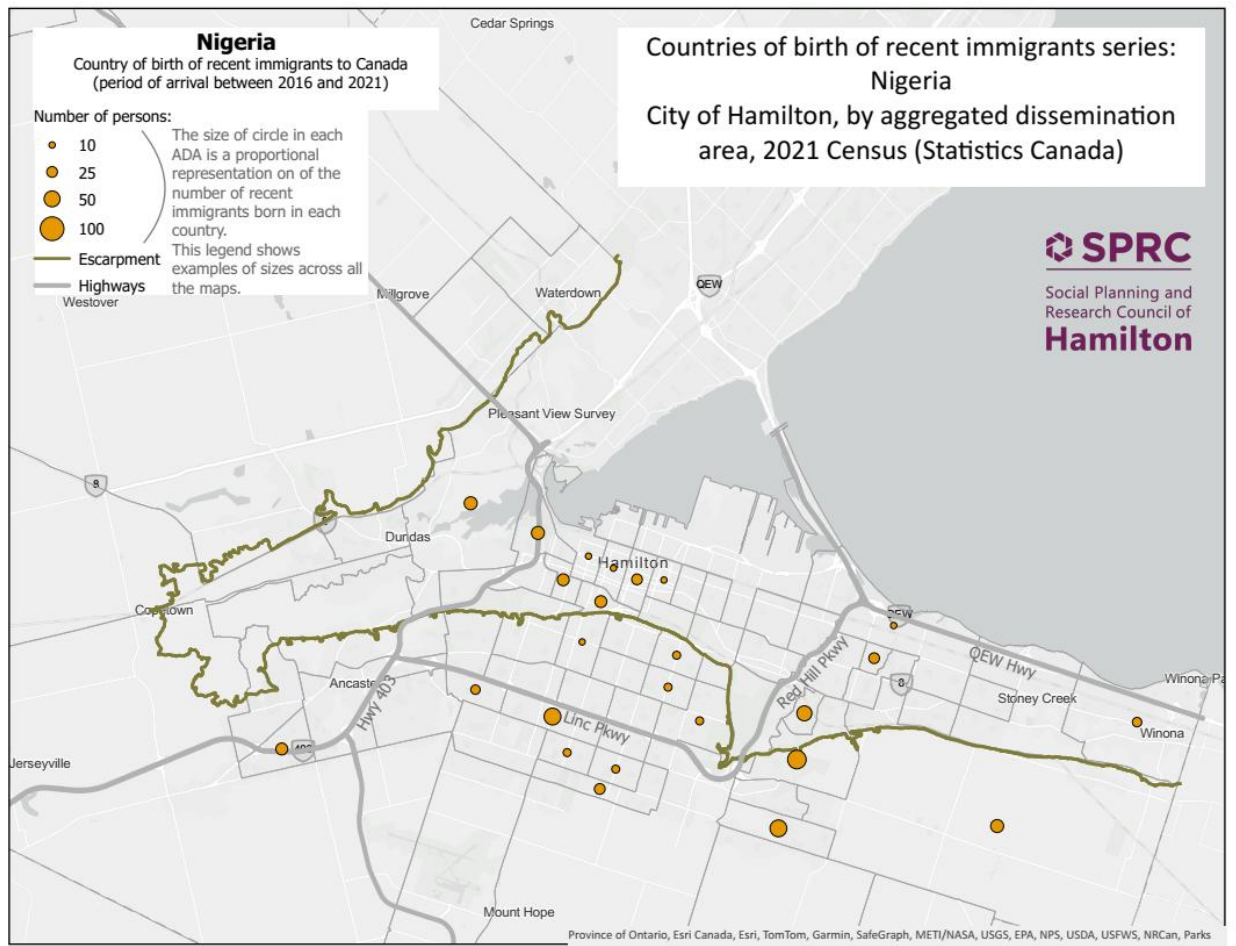 Cedar Springs
Nigeria
Country of birth of recent immigrants to Canada
(period of arrival between 2016 and 2021)
Number of persons:
10
25
50
100
Escarpment
Highways
The size of circle in each
ADA is a proportional
representation on of the
number of recent
immigrants born in each
country.
This legend shows
examples of sizes across all
the maps.
Countries of birth of recent immigrants series:
Nigeria
City of Hamilton, by aggregated dissemination
area, 2021 Census (Statistics Canada)
SPRC
Social Planning and
Research Council of
Hamilton
Westover
Millgrove
Waterdown
QEW
Pleasant View Survey
8
Dundas
Hamilton
Copetown
QEW
QEW Hwy
Red Hill Pkwy
8
Stoney Creek
Winona Pa
Ancaste
Hwy 403
Linc Pkwy
Winona
403
Jerseyville
Mount Hope
Province of Ontario, Esri Canada, Esri, TomTom, Garmin, SafeGraph, METI/NASA, USGS, EPA, NPS, USDA, USFWS, NRCan, Parks